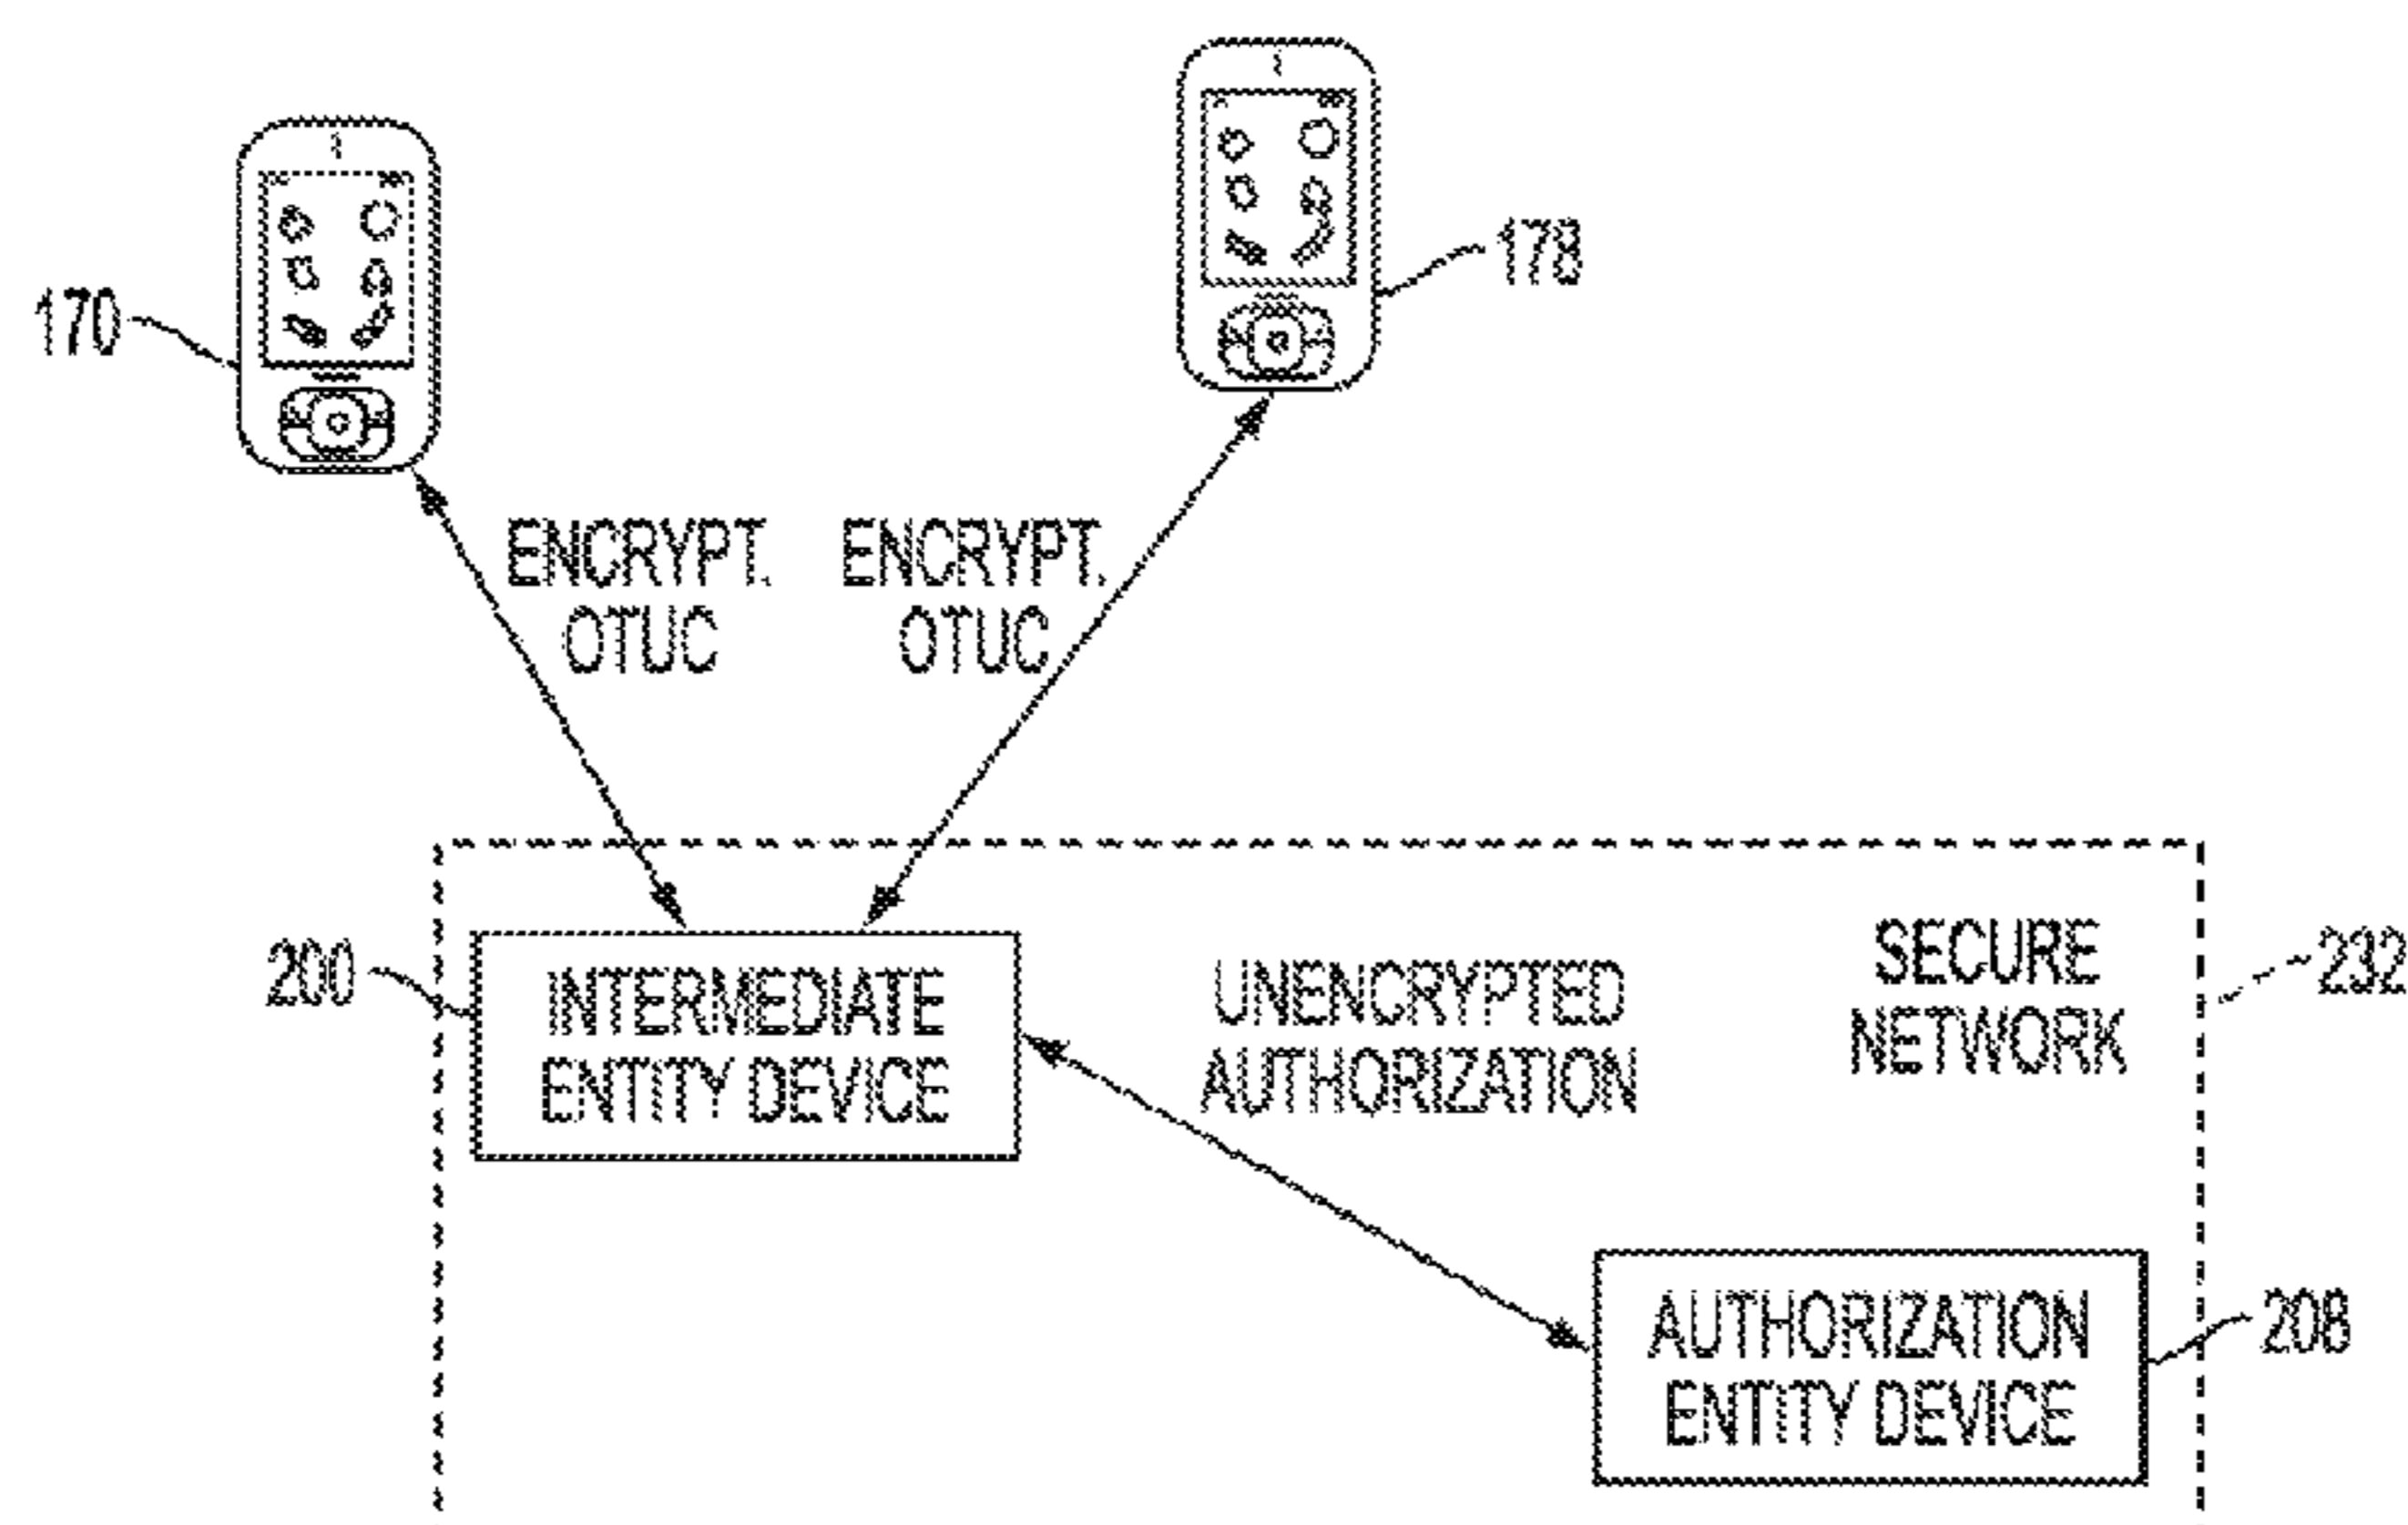 178
170
ENCRYPT.
OTUC
ENCRYPT.
OTUC
200
INTERMEDIATE
ENTITY DEVICE
UNENCRYPTED
AUTHORIZATION
SECURE
NETWORK
232
AUTHORIZATION
ENTITY DEVICE
208